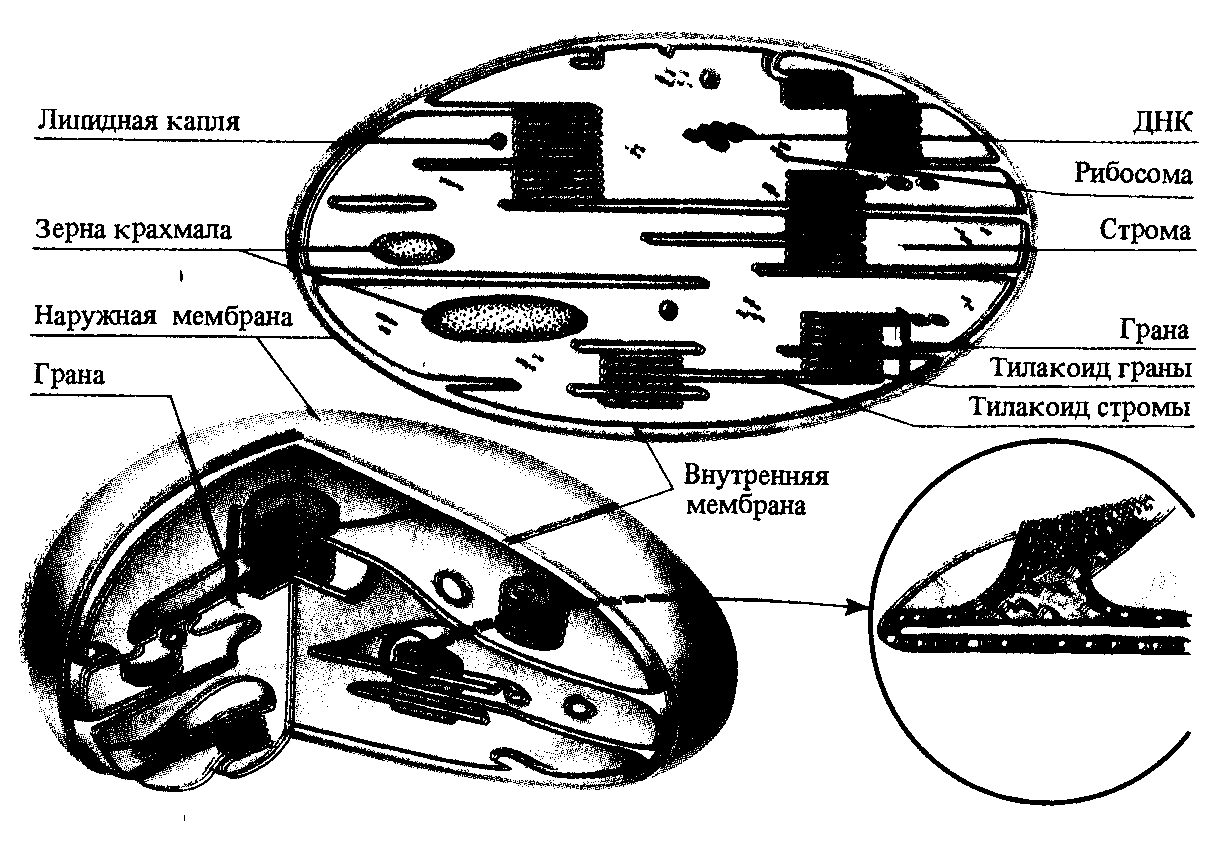 Липидная капля
Зерна крахмала
Наружная мембрана
Грана
ДНК
Рибосома
Строма
Грана
Тилакоид граны
Тилакоид стромы
Внутренняя
мембрана